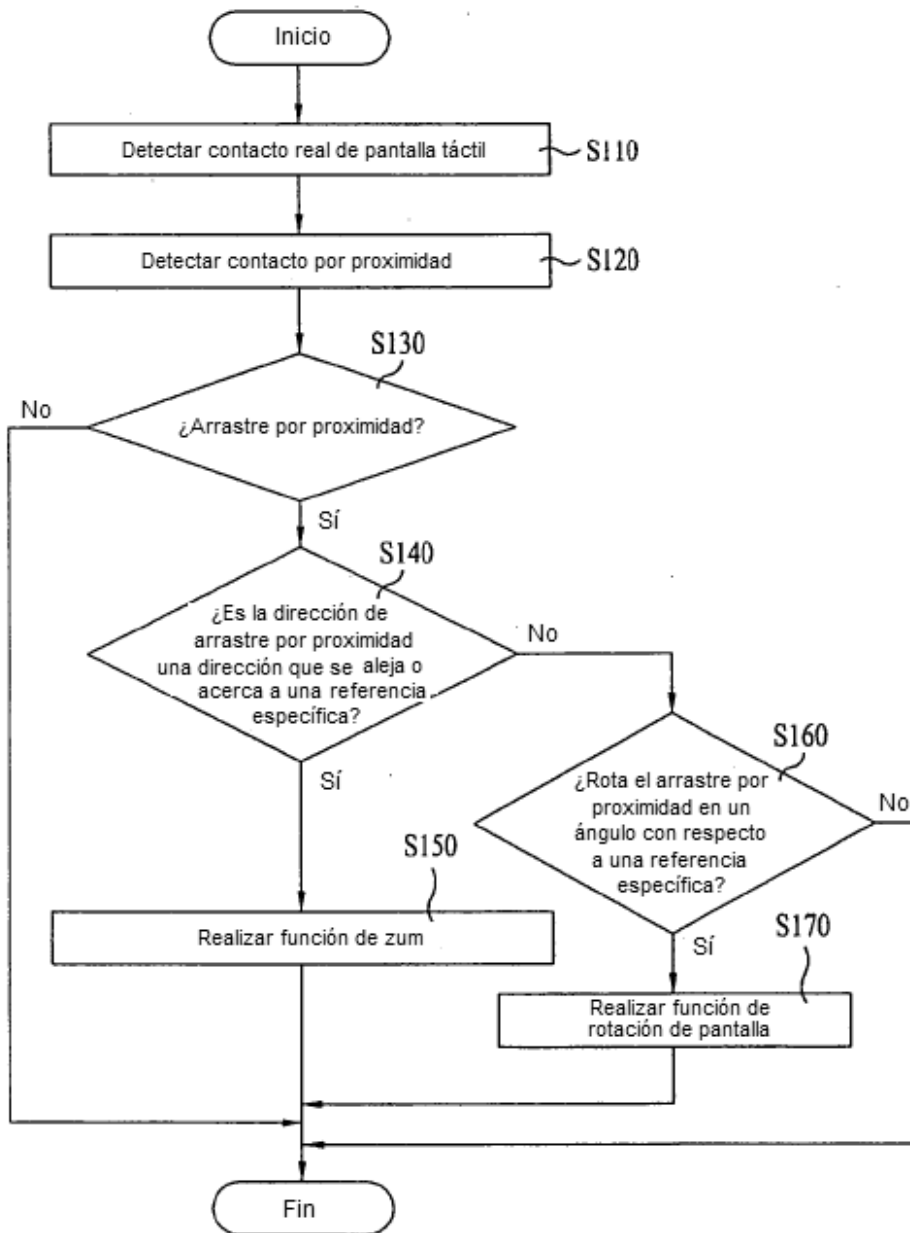 Inicio
Detectar contacto real de pantalla táctil
S110
Detectar contacto por proximidad
S120
S130
No
¿Arrastre por proximidad?
Sí
S140
¿Es la dirección de
arrastre por proximidad
una dirección que se aleja o
acerca a una referencia
específica?
No
Sí
S160
¿Rota el arrastre por
proximidad en un
ángulo con respecto
a una referencia
específica?
No
Sí
S150
Realizar función de zum
S170
Realizar función de
rotación de pantalla
Fin